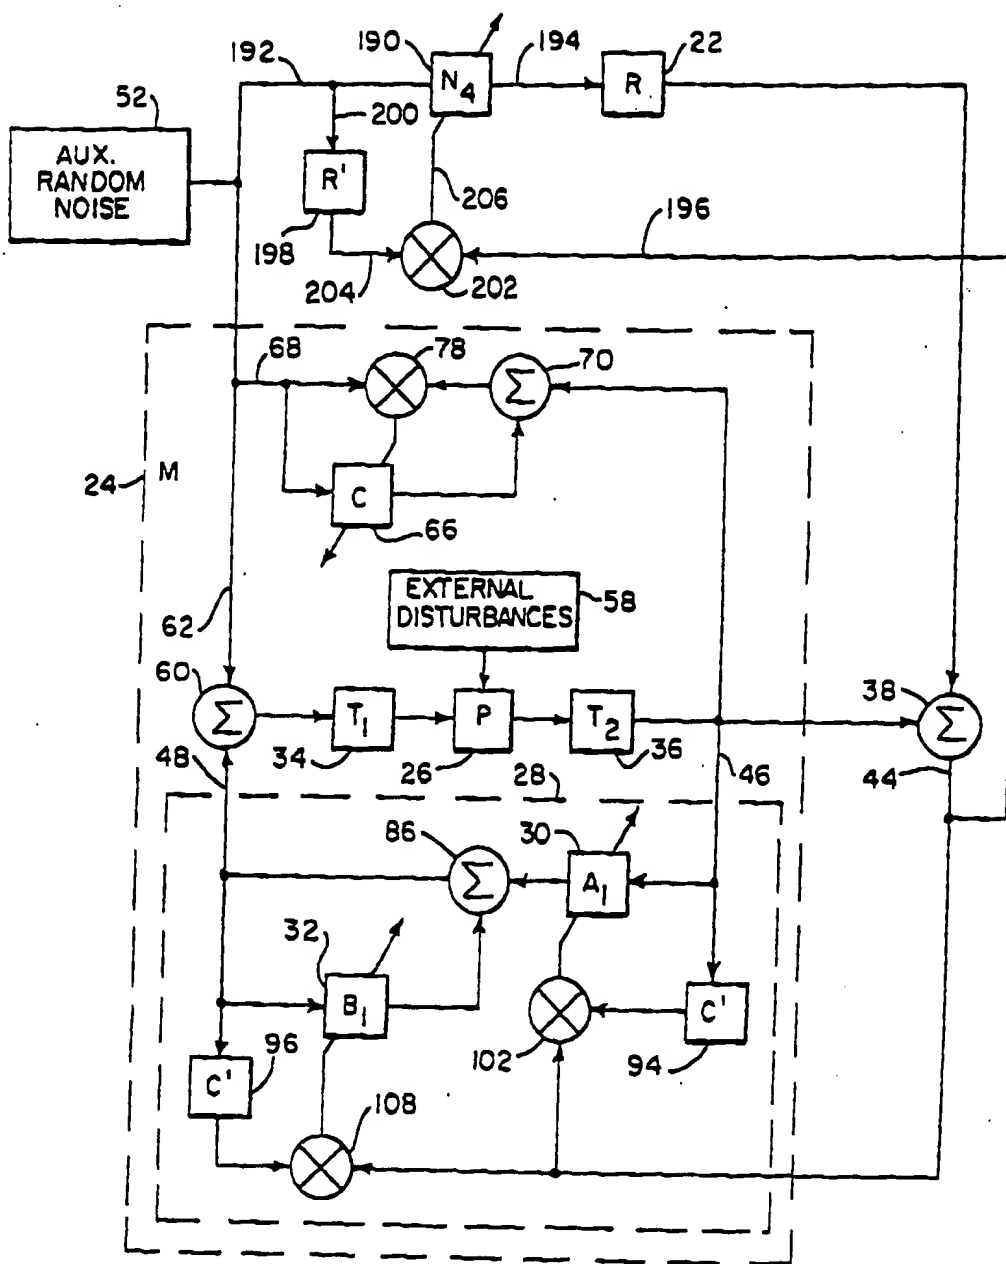 192
190
194
22
N4
R
52
AUX.
RANDOM
NOISE
200
R'
206
196
198
204
202
68
78
70
Σ
24
M
C
66
EXTERNAL
DISTURBANCES
58
62
60
Σ
T1
P
T2
38
Σ
34
26
36
48
28
46
44
86
30
Σ
A1
32
B1
C'
102
94
96
C'
108